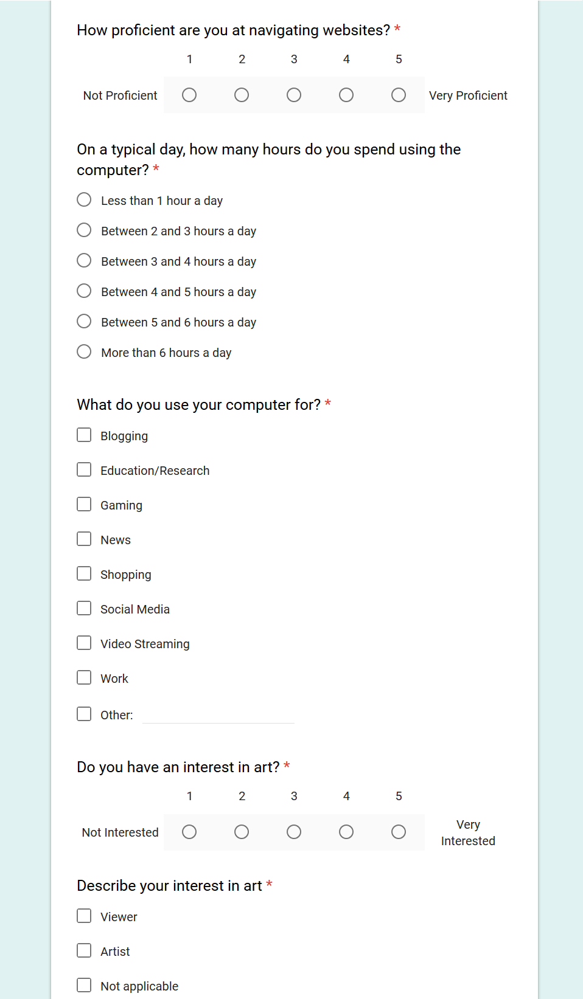 How proficient are you at navigating websites? *
1 2 3 4 5
Not Proficient Very Proficient
On a typical day, how many hours do you spend using the
computer? *
Less than 1 hour a day
Between 2 and 3 hours a day
Between 3 and 4 hours a day
Between 4 and 5 hours a day
Between 5 and 6 hours a day
More than 6 hours a day
What do you use your computer for? *
Blogging
Education/Research
Gaming
News
Shopping
Social Media
Video Streaming
Work
Other:
Do you have an interest in art? *
1 2 3 4 5
Not Interested Very
Interested
Describe your interest in art *
Viewer
Artist
Not applicable